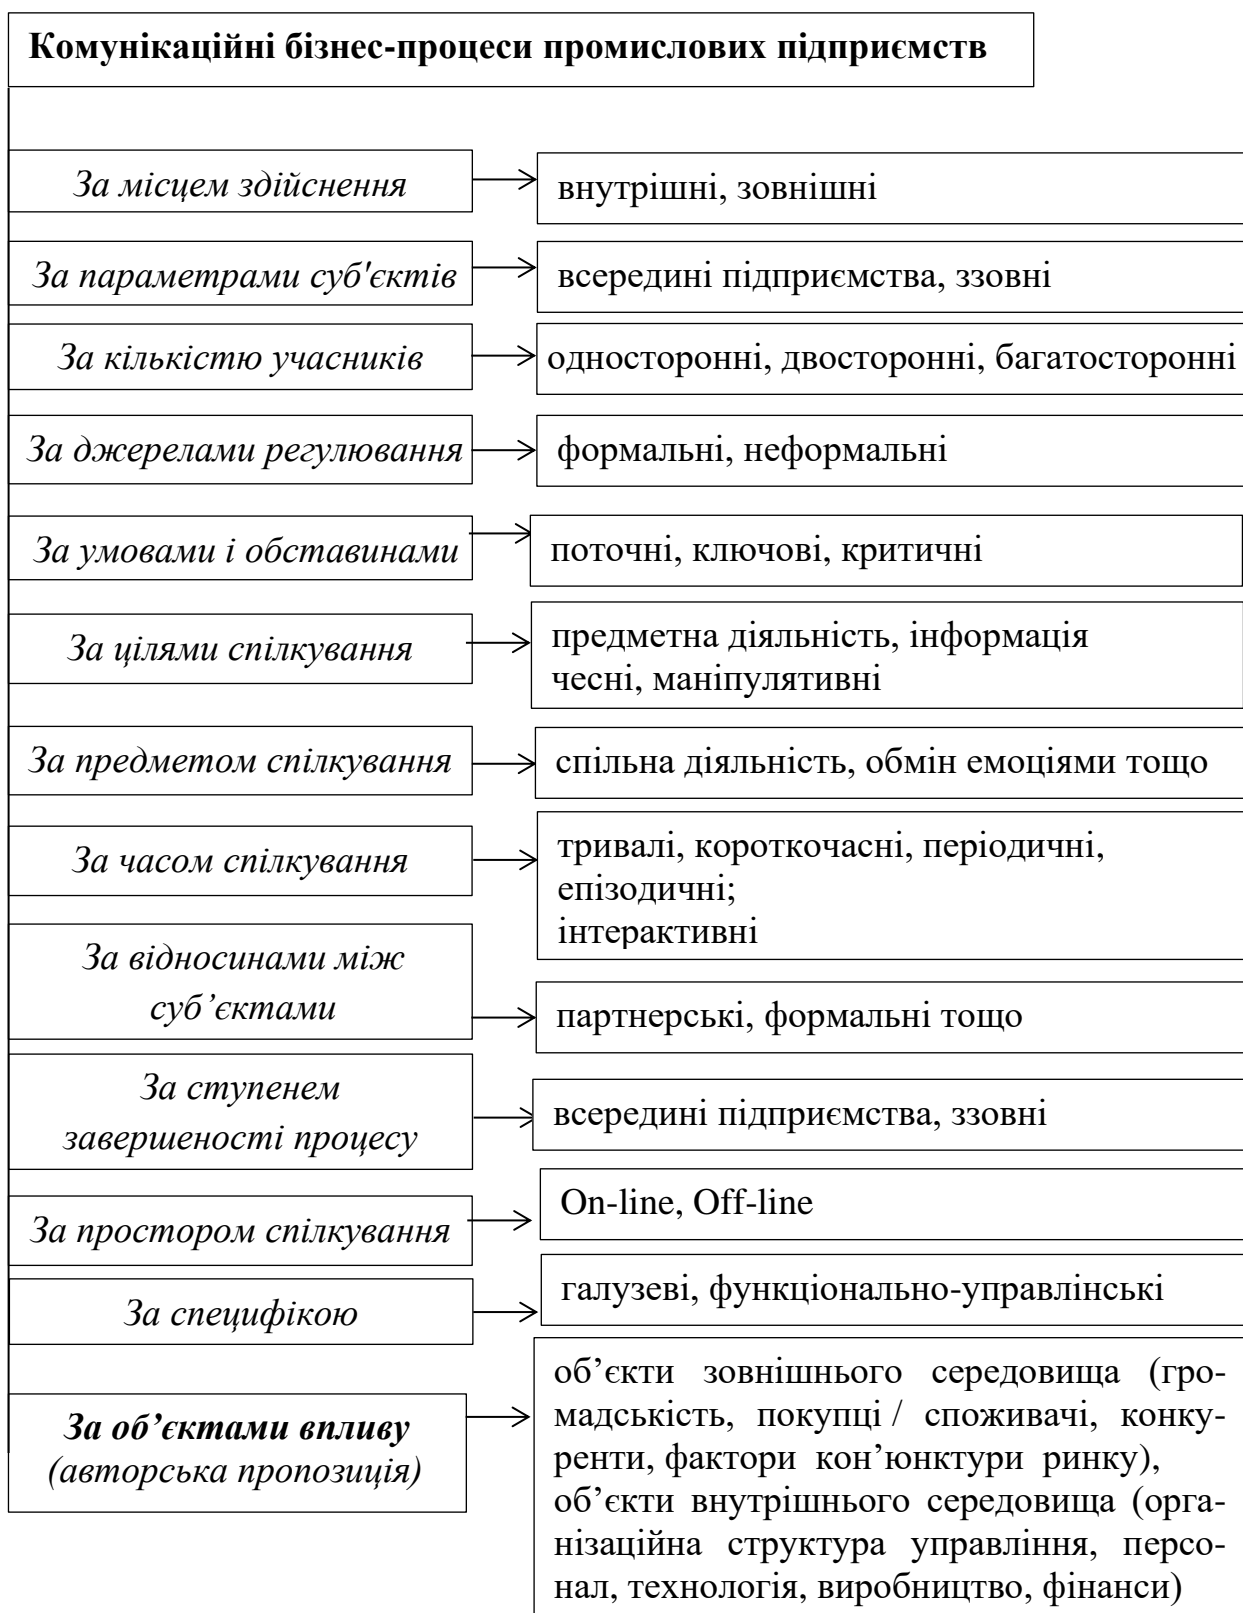 Комунікаційні бізнес-процеси промислових підприємств
За місцем здійснення
внутрішні, зовнішні
За параметрами суб'єктів
всередині підприємства, ззовні
За кількістю учасників
односторонні, двосторонні, багатосторонні
За джерелами регулювання
формальні, неформальні
За умовами і обставинами
поточні, ключові, критичні
За цілями спілкування
предметна діяльність, інформація
чесні, маніпулятивні
За предметом спілкування
спільна діяльність, обмін емоціями тощо
За часом спілкування
тривалі, короткочасні, періодичні,
епізодичні;
інтерактивні
За відносинами між
суб’єктами
партнерські, формальні тощо
За ступенем
завершеності процесу
всередині підприємства, ззовні
За простором спілкування
On-line, Off-line
За специфікою
галузеві, функціонально-управлінські
За об’єктами впливу
(авторська пропозиція)
об’єкти зовнішнього середовища (гро-
мадськість, покупці / споживачі, конку-
ренти, фактори кон’юнктури ринку),
об’єкти внутрішнього середовища (орга-
нізаційна структура управління, персо-
нал, технологія, виробництво, фінанси)